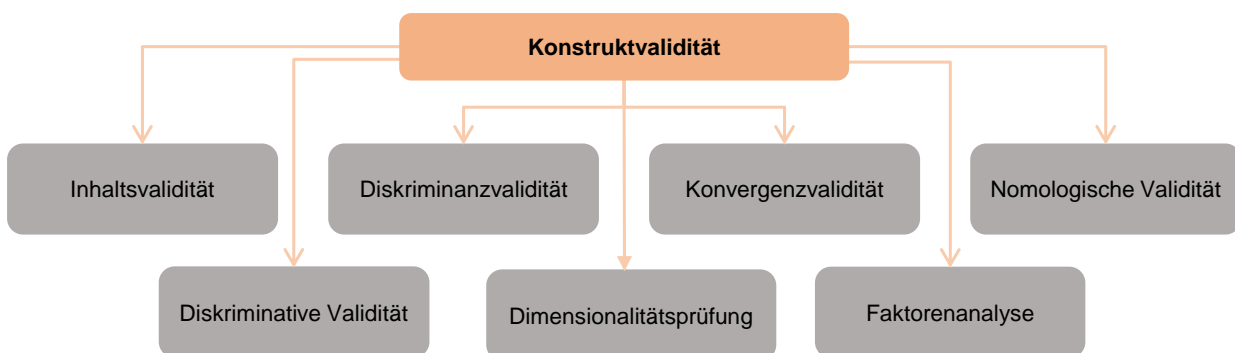 Konstruktvalidität
Inhaltsvalidität
Diskriminanzvalidität
Konvergenzvalidität
Nomologische Validität
Diskriminative Validität
Dimensionalitätsprüfung
Faktorenanalyse